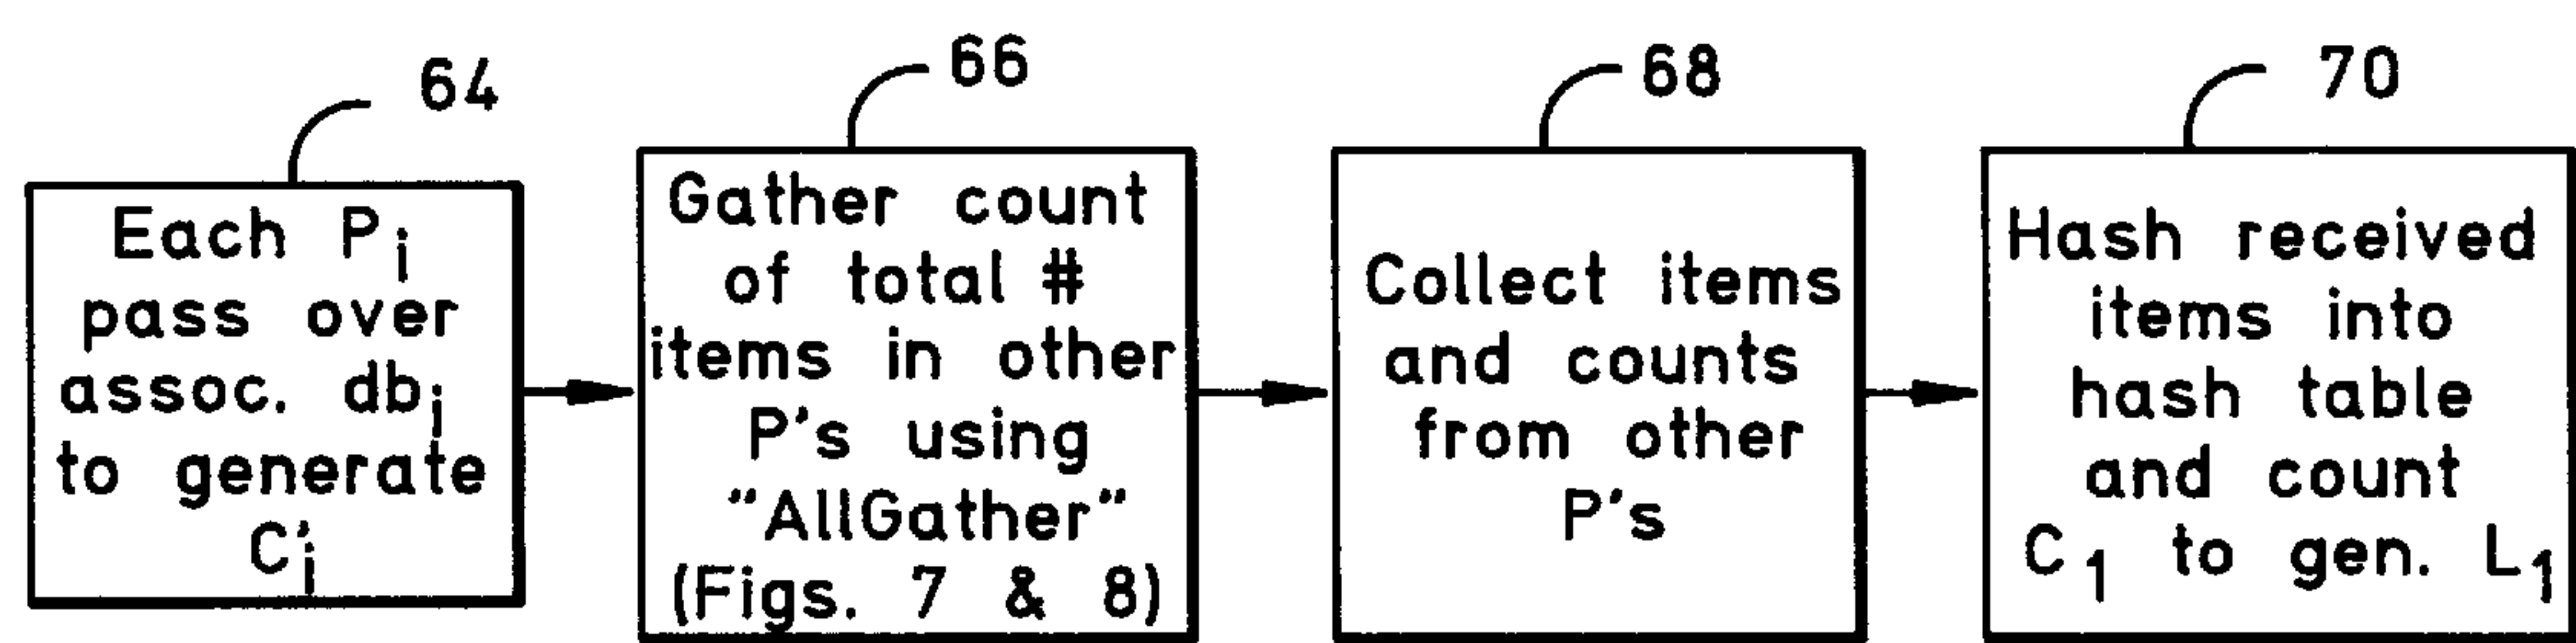 64
Each P_i
pass over
assoc. db_i
to generate
C'_i
66
Gather count
of total #
items in other
P's using
"AllGather"
(Figs. 7 & 8)
68
Collect items
and counts
from other
P's
70
Hash received
items into
hash table
and count
C_1 to gen. L_1